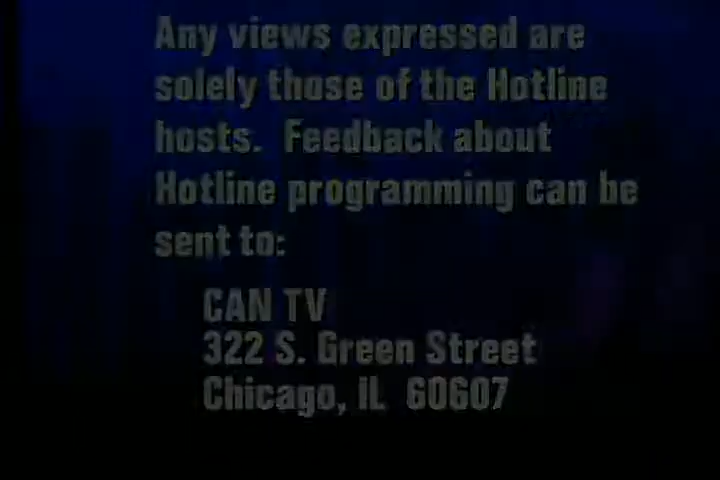 Any views expressed are
solely those of the Hotline
hosts. Feedback about
Hotline programming can be
sent to:
CAN TV
322 S. Green Street
Chicago, IL 60607